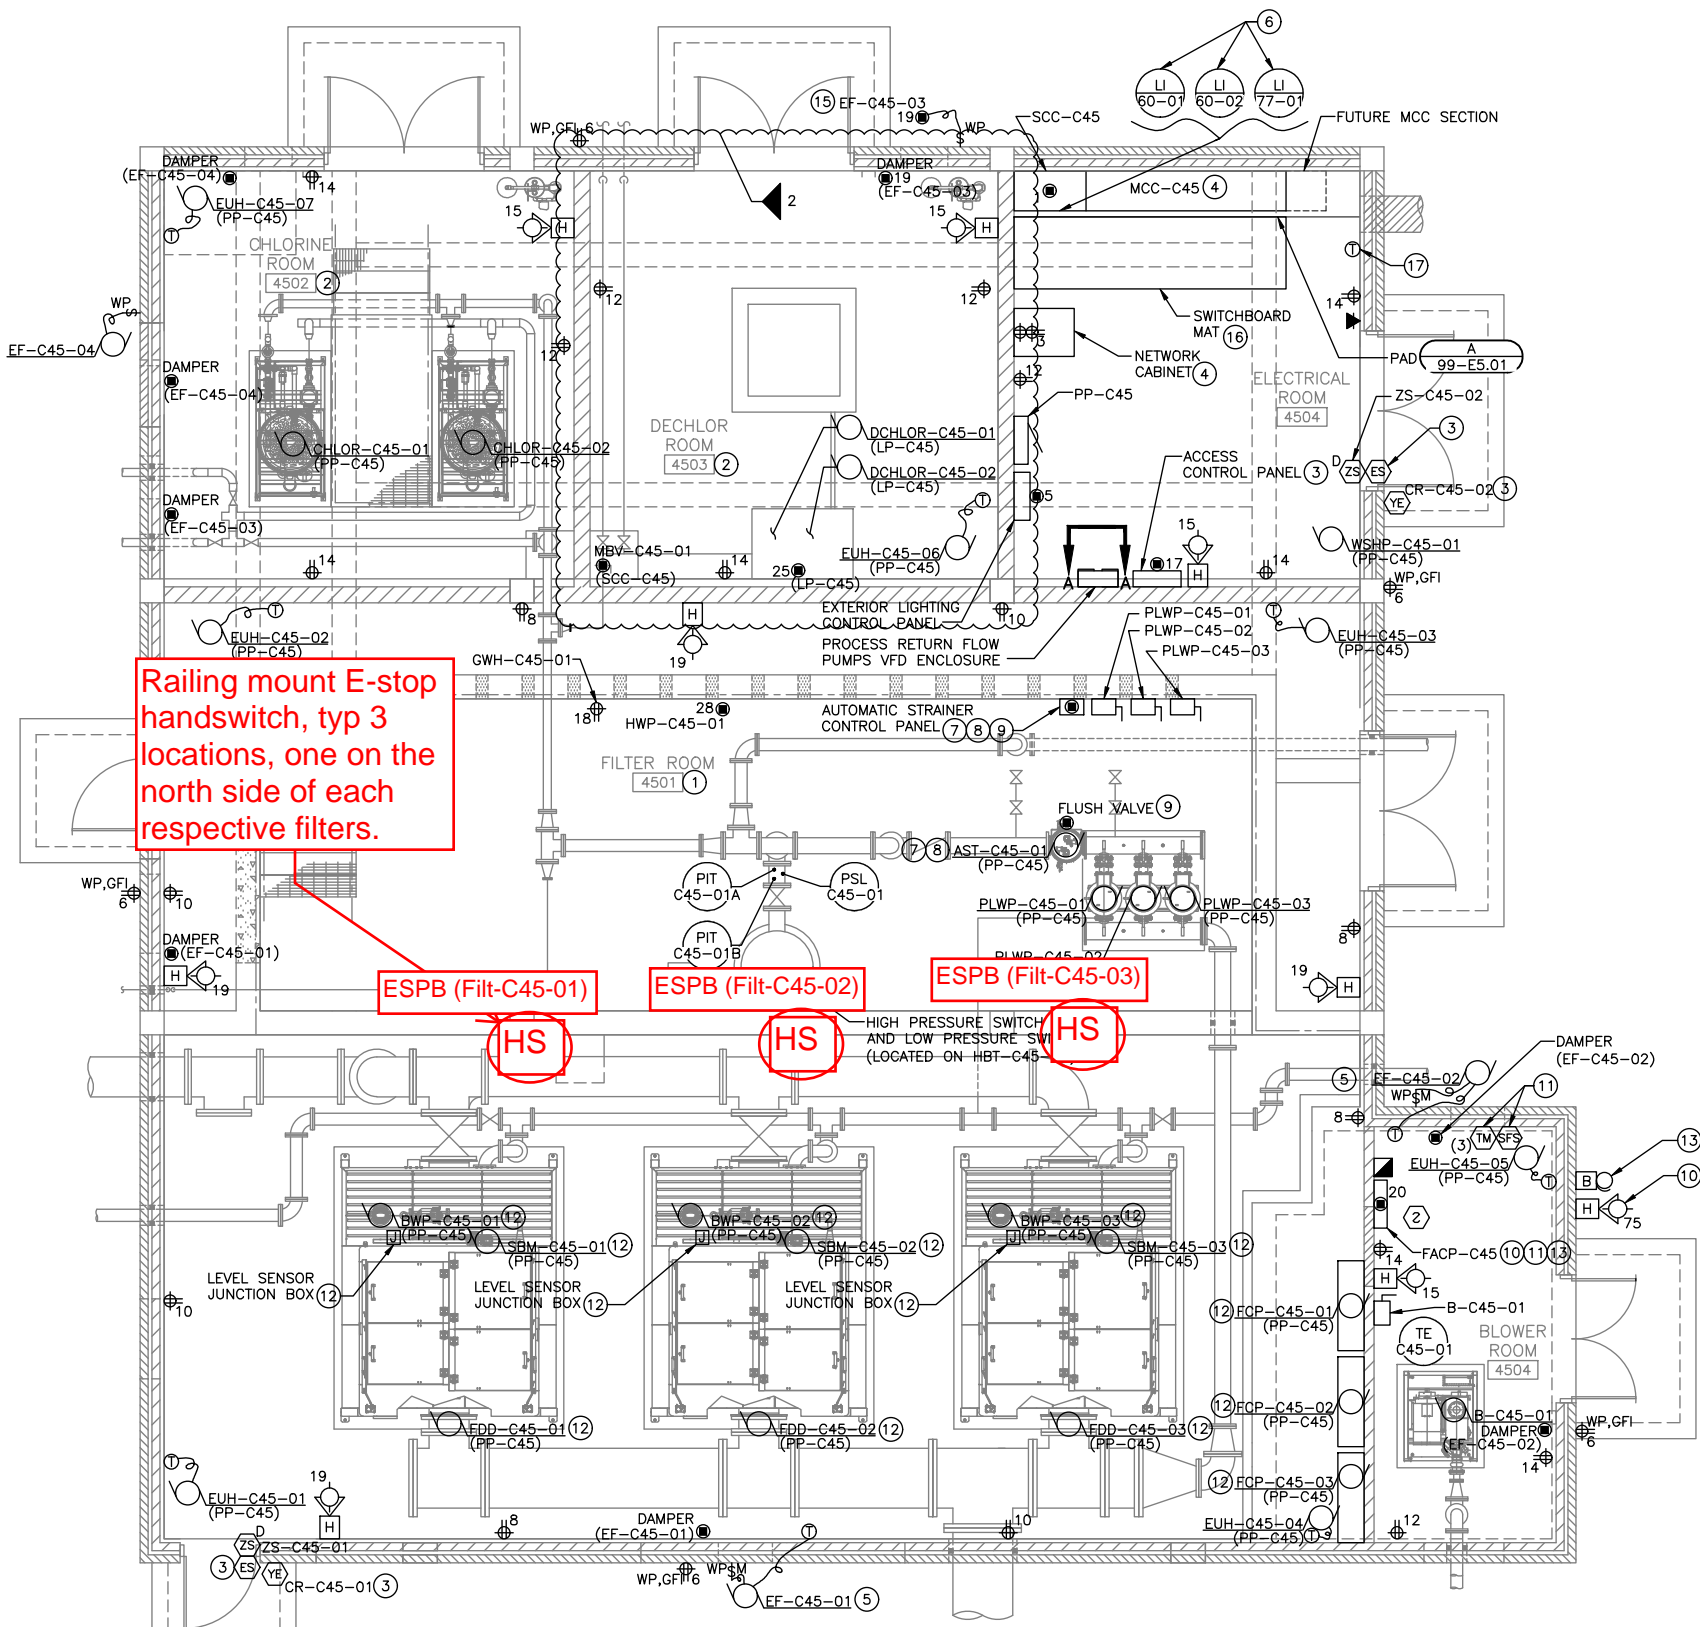 6
LI
60-01
LI
60-02
LI
77-01
15 EF-C45-03
19
WP
$
SCC-C45
FUTURE MCC SECTION
WP,GFI 6
DAMPER
(EF-C45-04)
14
DAMPER
19
(EF-C45-03)
MCC-C45 4
2
EUH-C45-07
(PP-C45)
T
15
H
15
H
CHLORINE
ROOM
4502 2
T
17
12
12
14
WP
$
EF-C45-04
SWITCHBOARD
MAT 16
3
12
NETWORK
CABINET 4
12
PAD
A
99-E5.01
DAMPER
(EF-C45-04)
ELECTRICAL
ROOM
4504
PP-C45
ZS-C45-02
DECHLOR
ROOM
4503 2
DCHLOR-C45-01
(LP-C45)
DCHLOR-C45-02
(LP-C45)
3
CHLOR-C45-01
(PP-C45)
CHLOR-C45-02
(PP-C45)
ACCESS
CONTROL PANEL 3
D
ZS
ES
CR-C45-02 3
YE
DAMPER
(EF-C45-03)
T
5
15
WSHP-C45-01
(PP-C45)
MBV-C45-01
(SCC-C45)
EUH-C45-06
(PP-C45)
14
14
25
(LP-C45)
17
A
A
H
14
WP,GFI
6
T
8
H
10
EXTERIOR LIGHTING
CONTROL PANEL
PLWP-C45-01
PLWP-C45-02
PLWP-C45-03
T
EUH-C45-02
(PP-C45)
19
PROCESS RETURN FLOW
PUMPS VFD ENCLOSURE
EUH-C45-03
(PP-C45)
GWH-C45-01
Railing mount E-stop
handswitch, typ 3
locations, one on the
north side of each
respective filters.
18
28
HWP-C45-01
AUTOMATIC STRAINER
CONTROL PANEL 7 8 9
FILTER ROOM
4501 1
FLUSH VALVE 9
7 8 AST-C45-01
(PP-C45)
PIT
C45-01A
PSL
C45-01
WP,GFI
6
10
PLWP-C45-01
(PP-C45)
PLWP-C45-03
(PP-C45)
PIT
C45-01B
8
DAMPER
(EF-C45-01)
PLWP-C45-02
H
19
ESPB (Filt-C45-01)
ESPB (Filt-C45-02)
ESPB (Filt-C45-03)
19
H
HS
HS
HS
HIGH PRESSURE SWITCH
AND LOW PRESSURE SW
(LOCATED ON HBT-C45-
DAMPER
(EF-C45-02)
5 EF-C45-02
WP$M
11
8
T
(3)
TM
SFS
EUH-C45-05
(PP-C45)
T
13
B
10
H
75
20
2
BWP-C45-01 12
(PP-C45)
BWP-C45-02 12
(PP-C45)
BWP-C45-03 12
(PP-C45)
J
J
J
SBM-C45-01 12
(PP-C45)
SBM-C45-02 12
(PP-C45)
SBM-C45-03 12
(PP-C45)
FACP-C45 10 11 13
14
H
15
LEVEL SENSOR
JUNCTION BOX 12
LEVEL SENSOR
JUNCTION BOX 12
LEVEL SENSOR
JUNCTION BOX 12
10
12 FCP-C45-01
(PP-C45)
B-C45-01
TE
C45-01
BLOWER
ROOM
4504
FDD-C45-01 12
(PP-C45)
FDD-C45-02 12
(PP-C45)
FDD-C45-03 12
(PP-C45)
12 FCP-C45-02
(PP-C45)
B-C45-01
DAMPER
(EF-C45-02)
14
WP,GFI
6
T
EUH-C45-01
(PP-C45)
19
H
12 FCP-C45-03
(PP-C45)
8
DAMPER
(EF-C45-01)
T
10
EUH-C45-04
(PP-C45)
T
$
12
D
ZS
ZS-C45-01
3
ES
YE
CR-C45-01 3
WP,GFI
6
WP$M
EF-C45-01 5